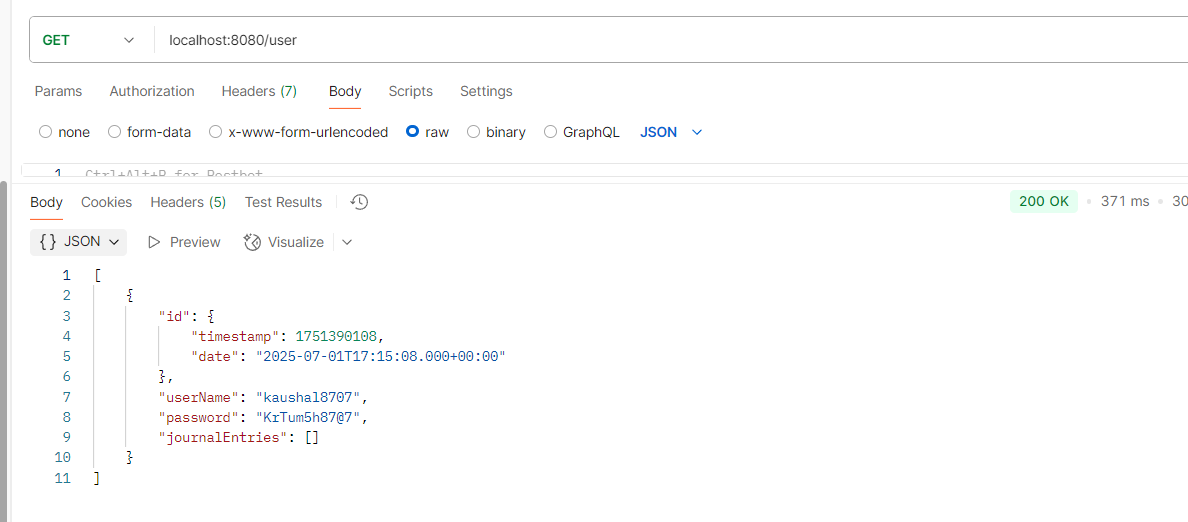 GET localhost:8080/user
Params Authorization Headers (7) Body Scripts Settings
none form-data x-www-form-urlencoded raw binary GraphQL JSON
1 Ctrl+Alt+P for Postbot
Body Cookies Headers (5) Test Results 200 OK 371 ms 30
{} JSON Preview Visualize
1 [
2 {
3 "id": {
4 "timestamp": 1751390108,
5 "date": "2025-07-01T17:15:08.000+00:00"
6 },
7 "userName": "kaushal8707",
8 "password": "KrTum5h87@7",
9 "journalEntries": []
10 }
11 ]